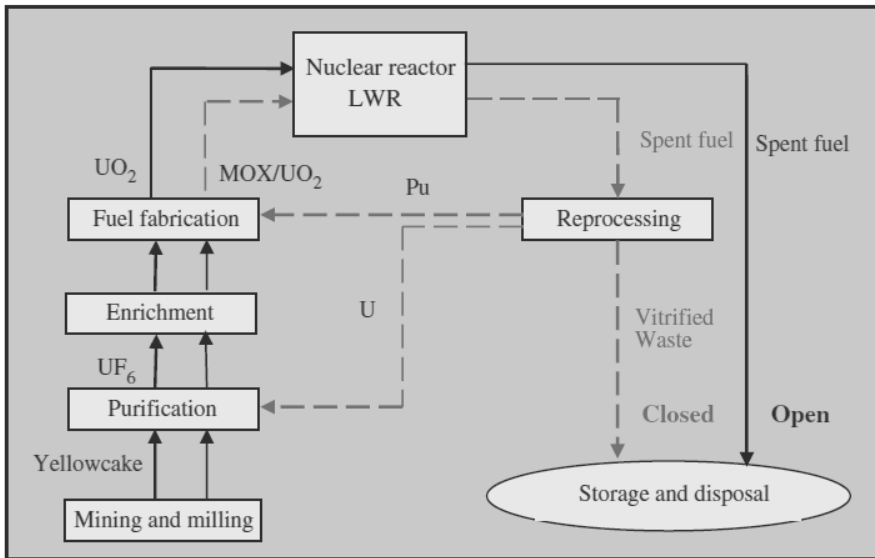 Nuclear reactor
LWR
UO₂
MOX/UO₂
Spent fuel
Spent fuel
Pu
Fuel fabrication
Reprocessing
Enrichment
U
Vitrified
Waste
UF₆
Purification
Closed
Open
Yellowcake
Mining and milling
Storage and disposal